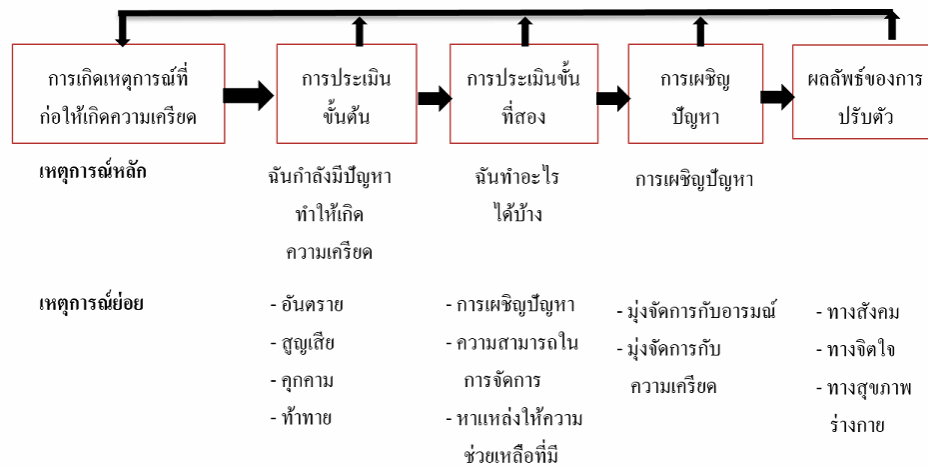 การเกิดเหตุการณ์ที่
ก่อให้เกิดความเครียด
การประเมิน
ขั้นต้น
การประเมินขั้น
ที่สอง
การเผชิญ
ปัญหา
ผลลัพธ์ของการ
ปรับตัว
เหตุการณ์หลัก
ฉันกำลังมีปัญหา
ทำให้เกิด
ความเครียด
ฉันทำอะไร
ได้บ้าง
การเผชิญปัญหา
เหตุการณ์ย่อย
- อันตราย
- สูญเสีย
- คุกคาม
- ท้าทาย
- การเผชิญปัญหา
- ความสามารถใน
การจัดการ
- หาแหล่งให้ความ
ช่วยเหลือที่มี
- มุ่งจัดการกับอารมณ์
- มุ่งจัดการกับ
ความเครียด
- ทางสังคม
- ทางจิตใจ
- ทางสุขภาพ
ร่างกาย